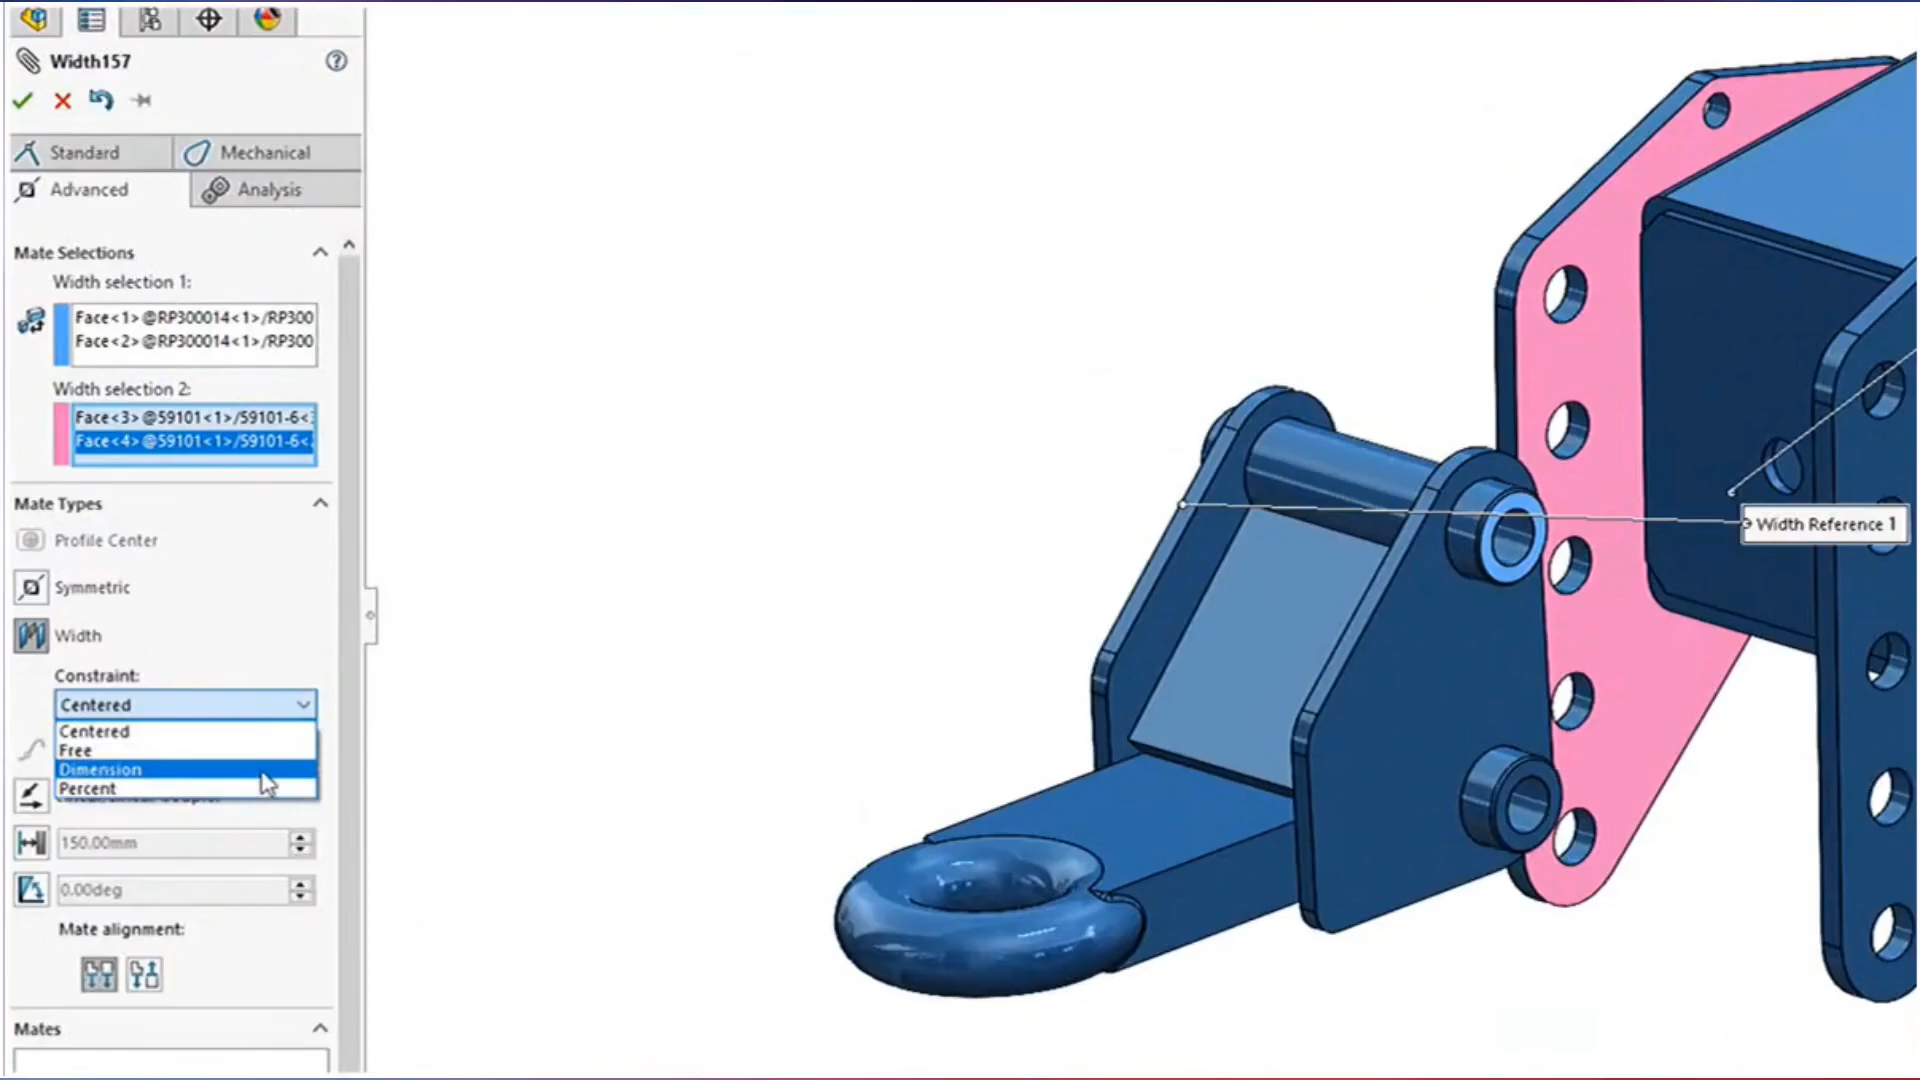 Width157
Standard
Mechanical
Advanced
Analysis
Mate Selections
Width selection 1:
Face<1>@RP300014<1>/RP300
Face<2>@RP300014<1>/RP300
Width selection 2:
Face<3>@59101<1>/59101-6<
Face<4>@59101<1>/59101-6<
Mate Types
Profile Center
Symmetric
Width
Constraint:
Centered
Centered
Free
Dimension
Percent
150.00mm
0.00deg
Mate alignment:
Mates
Width Reference 1